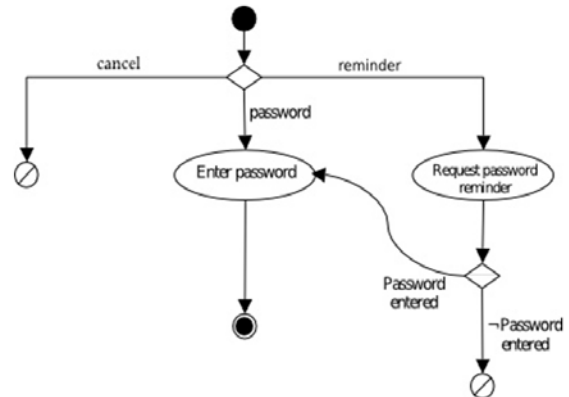 cancel
reminder
password
Enter password
Request password
reminder
Password
entered
¬ Password
entered